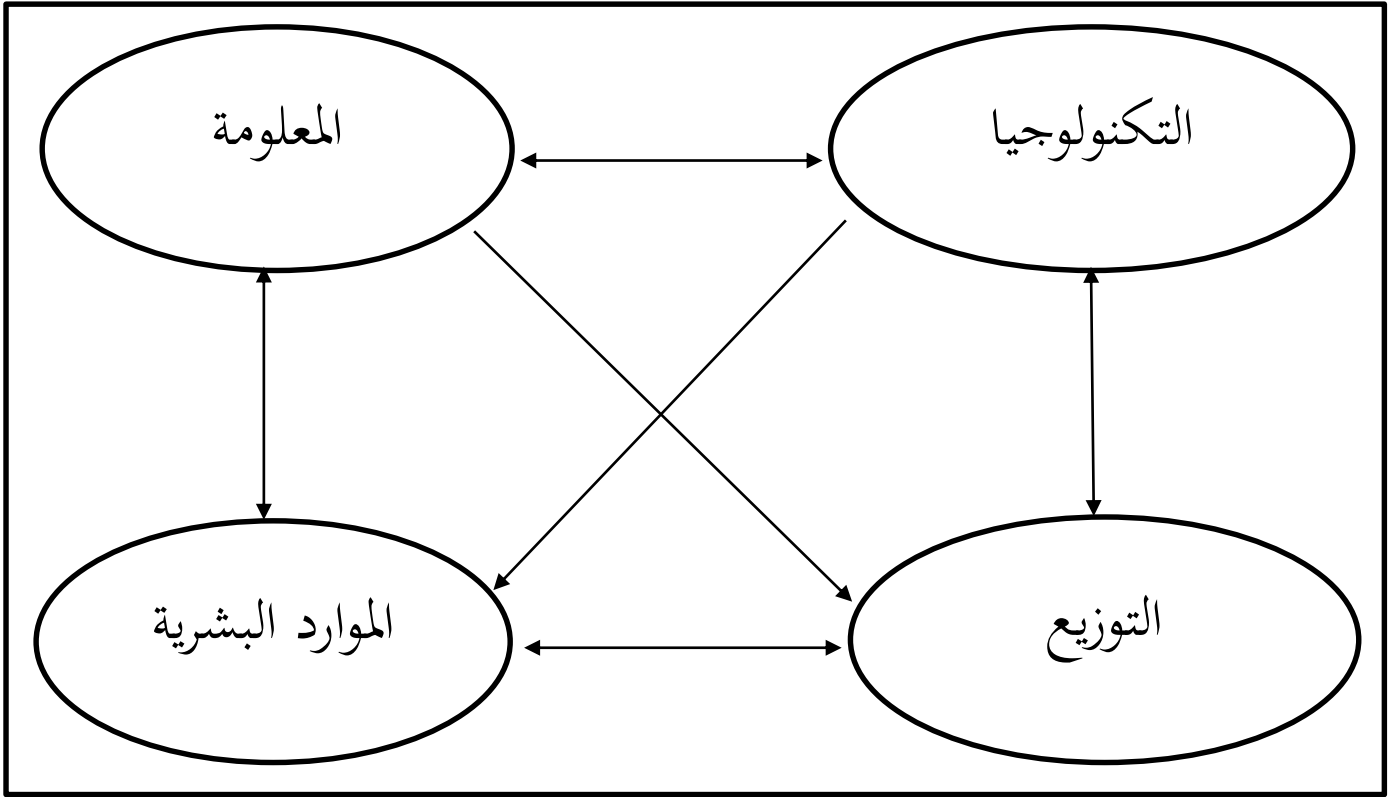 التكنولوجيا
المعلومة
التوزيع
الموارد البشرية